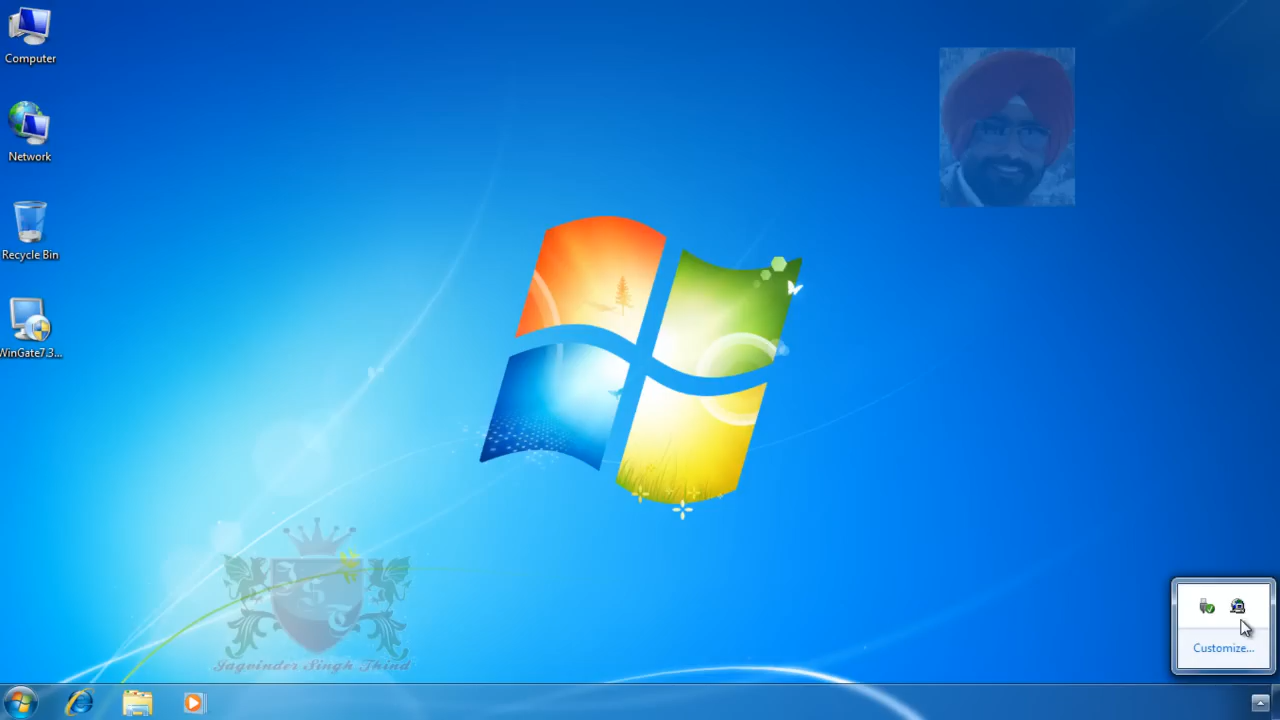 Computer
Network
Recycle Bin
WinGate7.3...
Customize...
Jagvinder Singh Thind